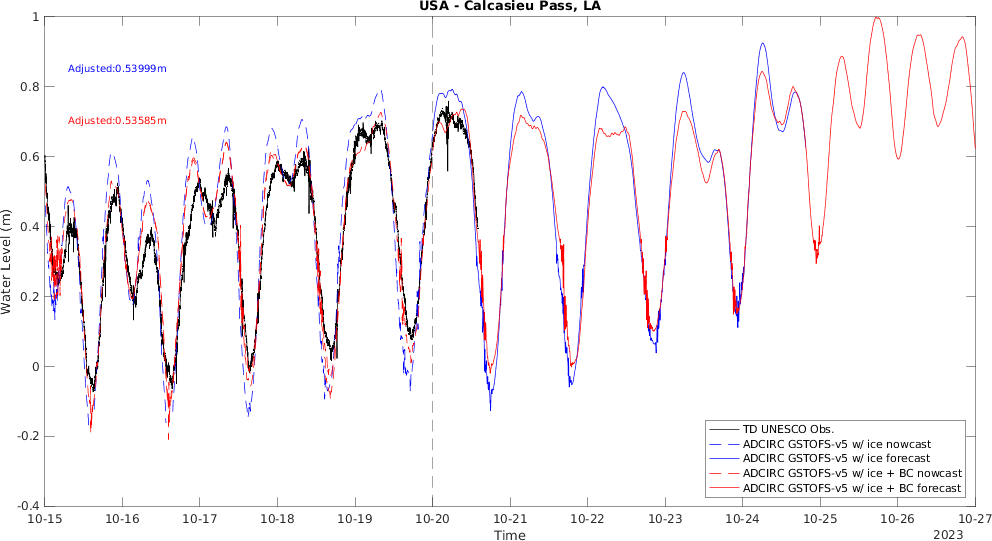 USA - Calcasieu Pass, LA
Adjusted:0.53999m
Adjusted:0.53585m
Water Level (m)
1
0.8
0.6
0.4
0.2
0
-0.2
-0.4
TD UNESCO Obs.
ADCIRC GSTOFS-v5 w/ ice nowcast
ADCIRC GSTOFS-v5 w/ ice forecast
ADCIRC GSTOFS-v5 w/ ice + BC nowcast
ADCIRC GSTOFS-v5 w/ ice + BC forecast
10-15 10-16 10-17 10-18 10-19 10-20 10-21 10-22 10-23 10-24 10-25 10-26 10-27
Time
2023